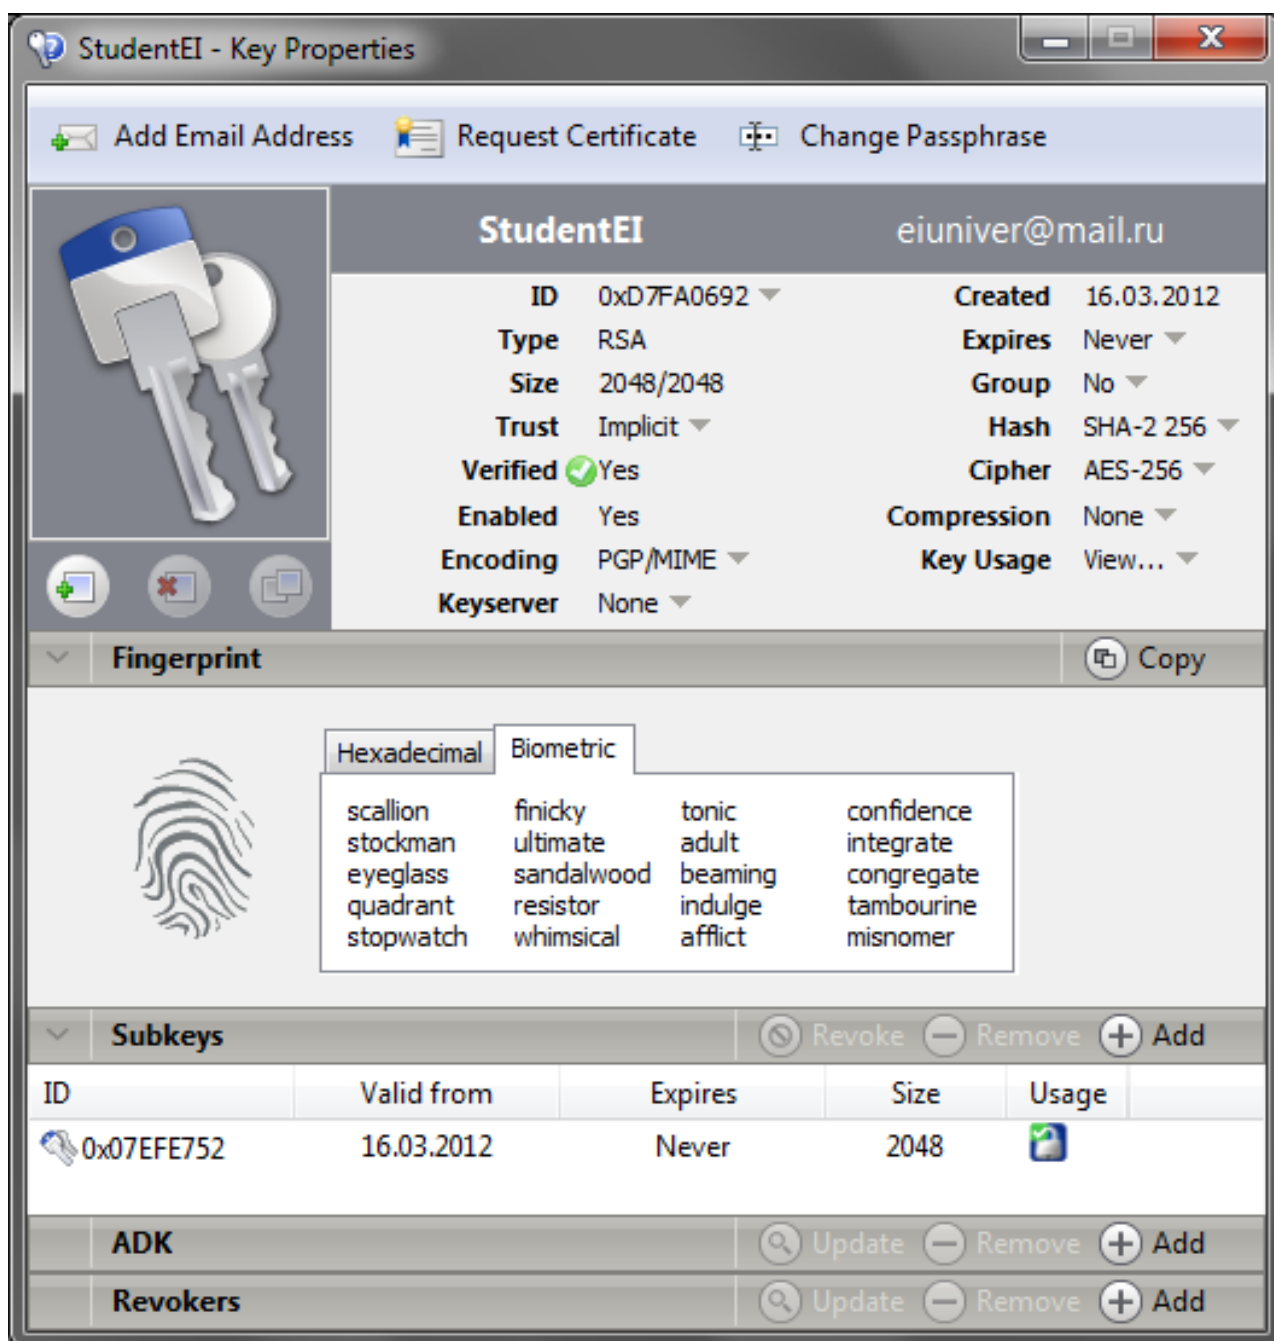 StudentEI - Key Properties
Add Email Address Request Certificate Change Passphrase
StudentEI eiuniver@mail.ru
ID 0xD7FA0692 Created 16.03.2012
Type RSA Expires Never
Size 2048/2048 Group No
Trust Implicit Hash SHA-2 256
Verified Yes Cipher AES-256
Enabled Yes Compression None
Encoding PGP/MIME Key Usage View...
Keyserver None
Fingerprint Copy
Hexadecimal Biometric
scallion finicky tonic confidence
stockman ultimate adult integrate
eyeglass sandalwood beaming congregate
quadrant resistor indulge tambourine
stopwatch whimsical afflict misnomer
Subkeys Revoke Remove Add
ID Valid from Expires Size Usage
0x07EFE752 16.03.2012 Never 2048
ADK Update Remove Add
Revokers Update Remove Add